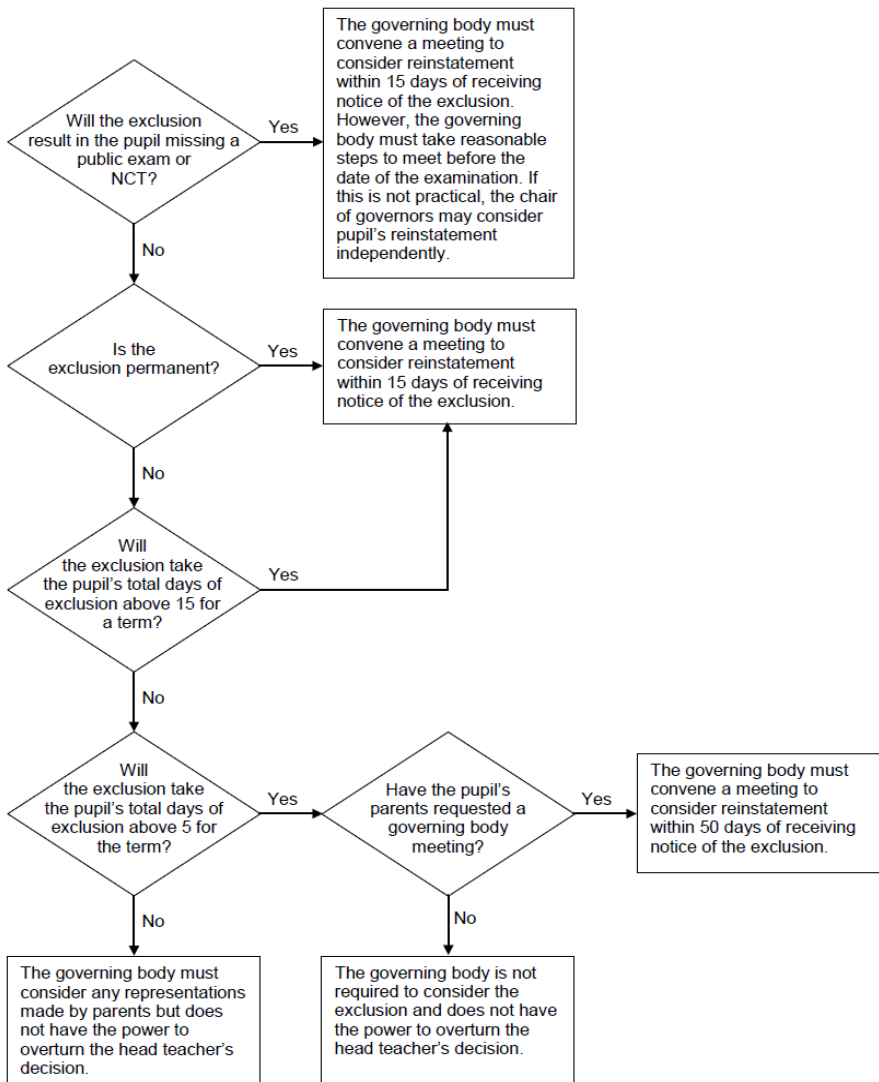 The governing body must
convene a meeting to
consider reinstatement
within 15 days of receiving
notice of the exclusion.
However, the governing
body must take reasonable
steps to meet before the
date of the examination. If
this is not practical, the chair
of governors may consider
pupil's reinstatement
independently.
Will the exclusion
result in the pupil missing a
public exam or
NCT?
Yes
No
Is the
exclusion permanent?
Yes
The governing body must
convene a meeting to
consider reinstatement
within 15 days of receiving
notice of the exclusion.
No
Will
the exclusion take
the pupil's total days of
exclusion above 15 for
a term?
Yes
No
Will
the exclusion take
the pupil's total days of
exclusion above 5 for
the term?
Yes
Have the pupil's
parents requested a
governing body
meeting?
Yes
The governing body must
convene a meeting to
consider reinstatement
within 50 days of receiving
notice of the exclusion.
No
No
The governing body must
consider any representations
made by parents but does
not have the power to
overturn the head teacher's
decision.
The governing body is not
required to consider the
exclusion and does not have
the power to overturn the
head teacher's decision.